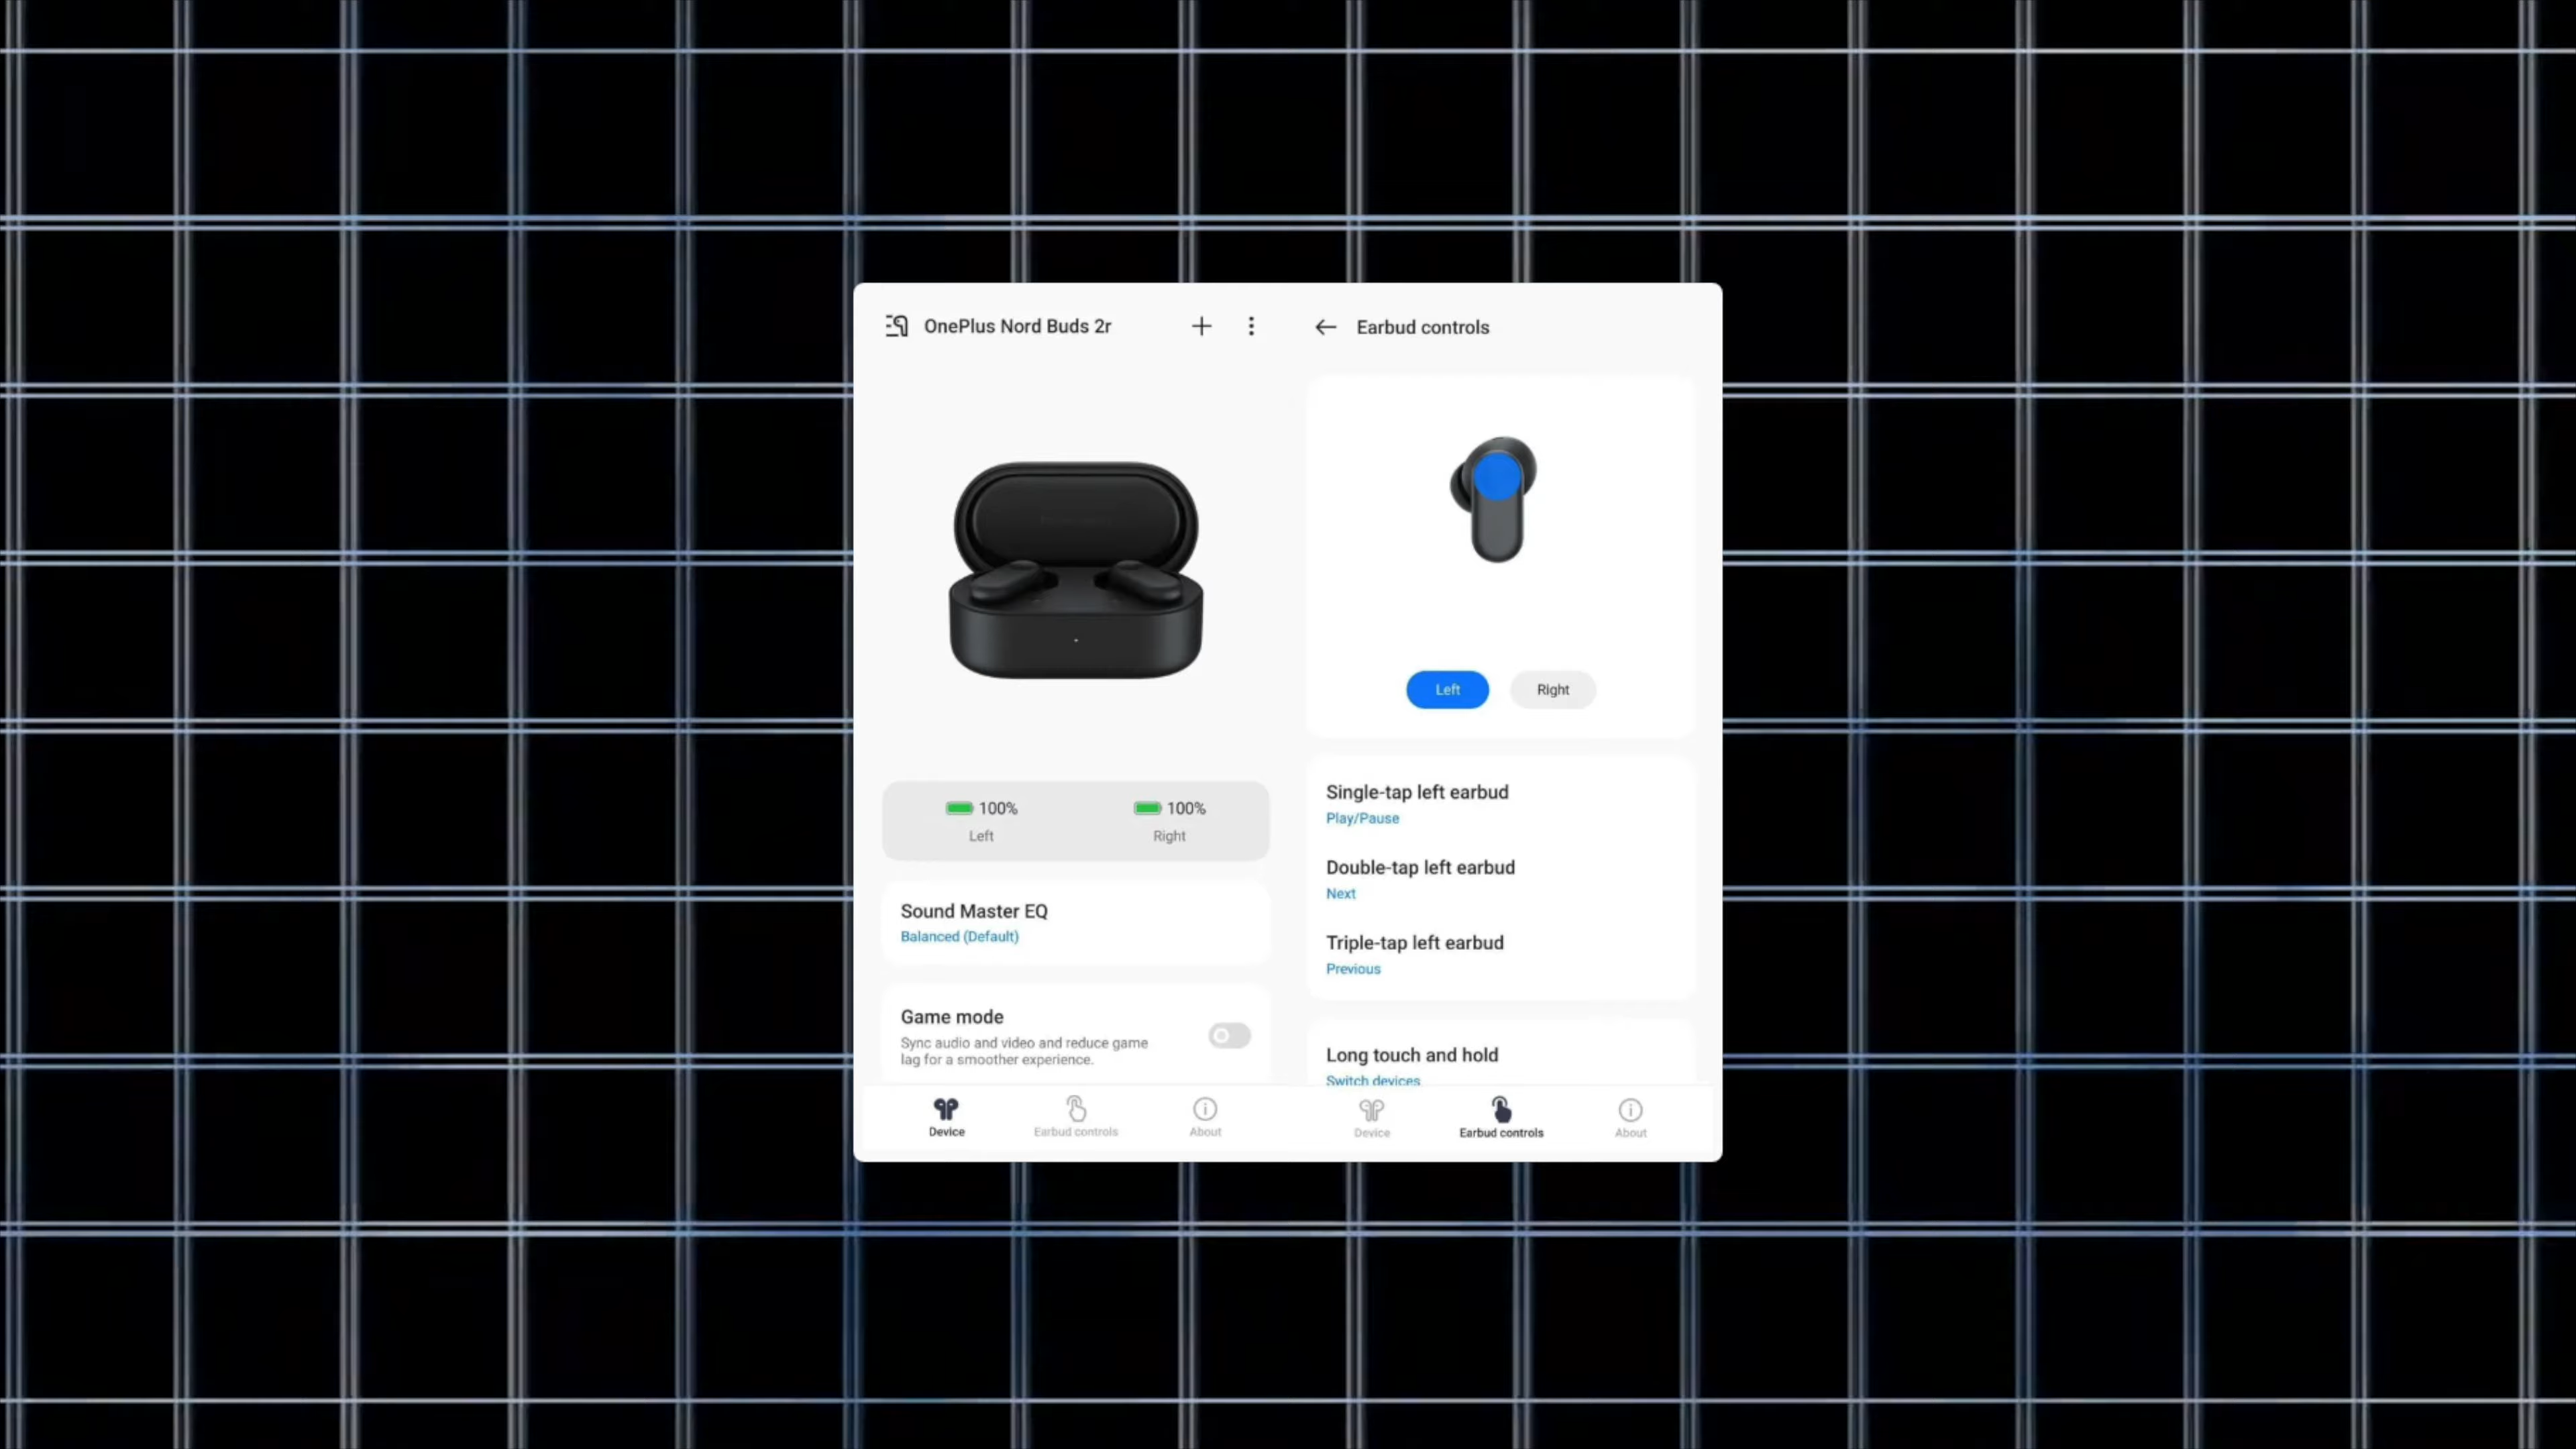 OnePlus Nord Buds 2r
100%
Left
100%
Right
Sound Master EQ
Balanced (Default)
Game mode
Sync audio and video and reduce game
lag for a smoother experience.
Device
Earbud controls
About
Earbud controls
Left
Right
Single-tap left earbud
Play/Pause
Double-tap left earbud
Next
Triple-tap left earbud
Previous
Long touch and hold
Switch devices
Device
Earbud controls
About